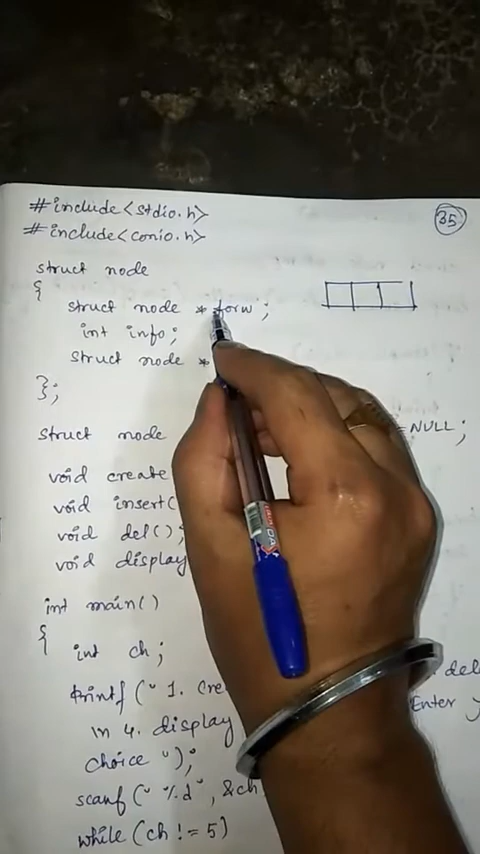 #include<stdio.h>
35
#include<conio.h>
struct node
{
struct node * forw ;
int info;
struct node *
};
struct node = NULL ;
void create
void insert(
void del();
void display
int main()
{
int ch;
printf (" 1. Cre . del
\n 4. display Enter y
choice ");
scanf (" %d", &ch
while (ch != 5)